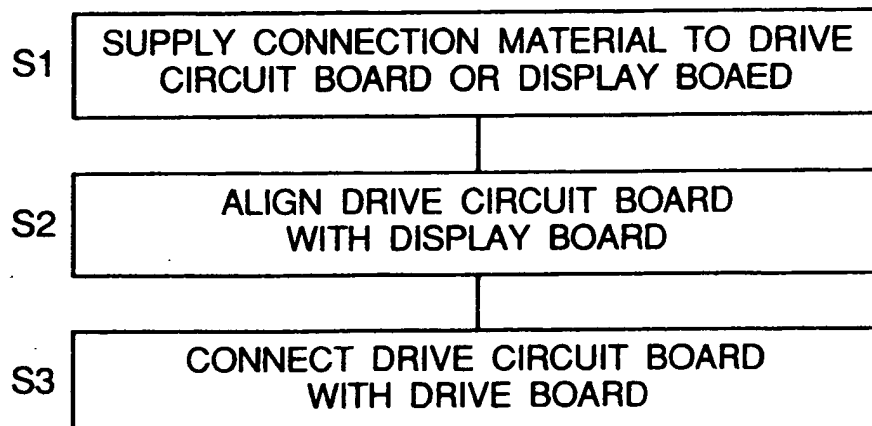 S1
SUPPLY CONNECTION MATERIAL TO DRIVE
CIRCUIT BOARD OR DISPLAY BOAED
S2
ALIGN DRIVE CIRCUIT BOARD
WITH DISPLAY BOARD
S3
CONNECT DRIVE CIRCUIT BOARD
WITH DRIVE BOARD